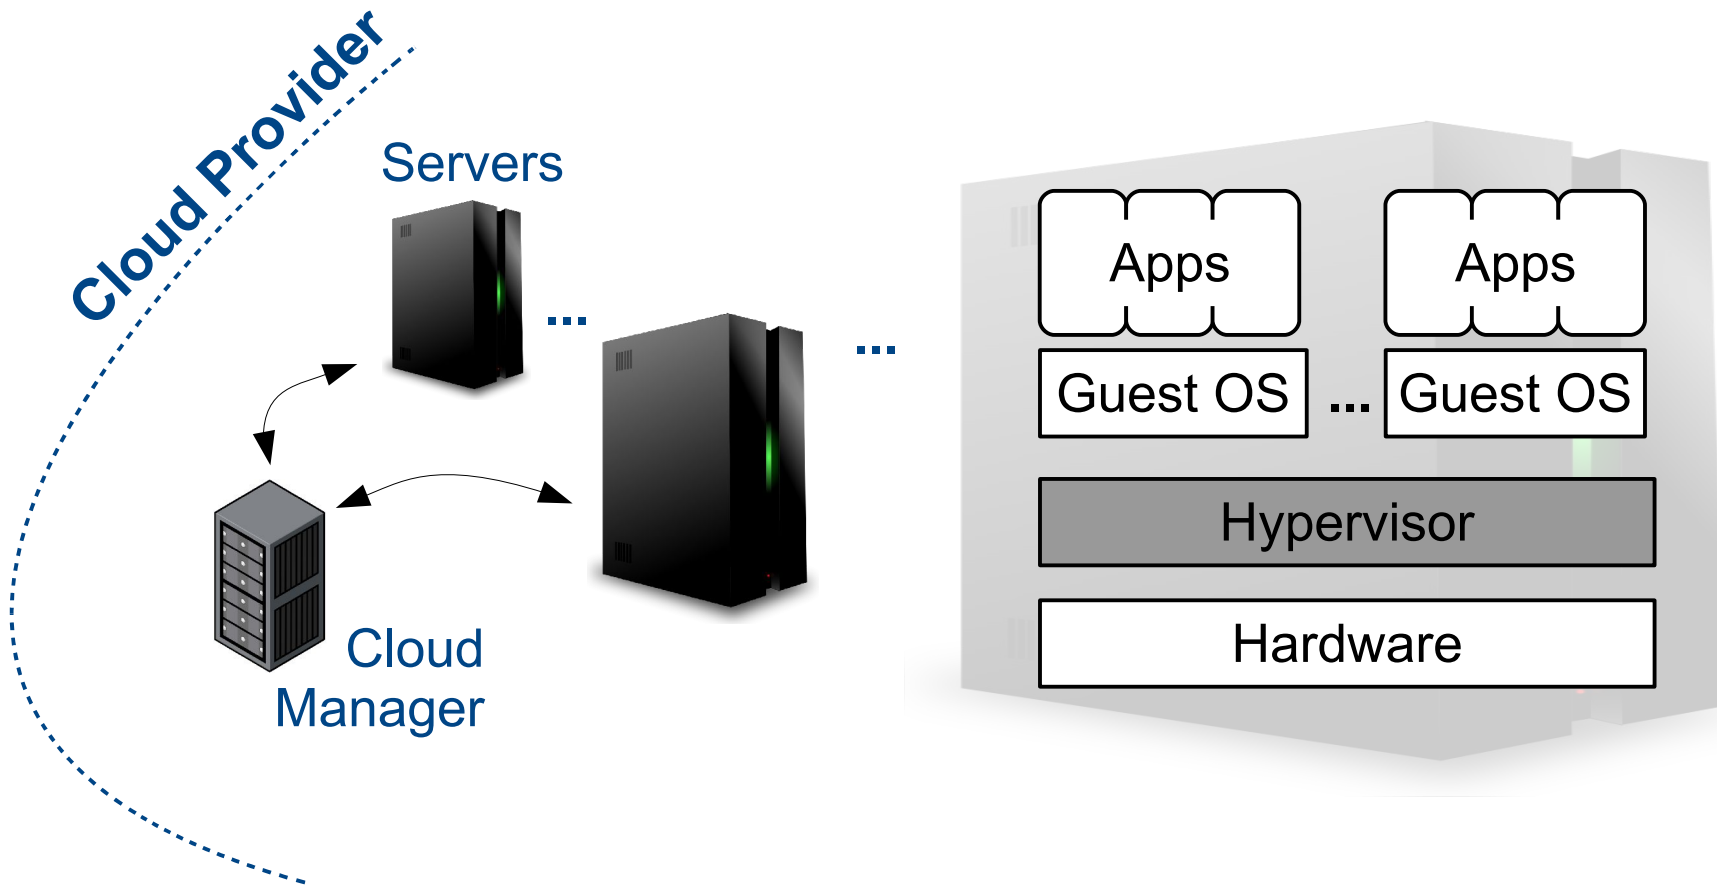 Cloud Provider
Servers
...
...
Cloud
Manager
Apps
Apps
Guest OS
...
Guest OS
Hypervisor
Hardware